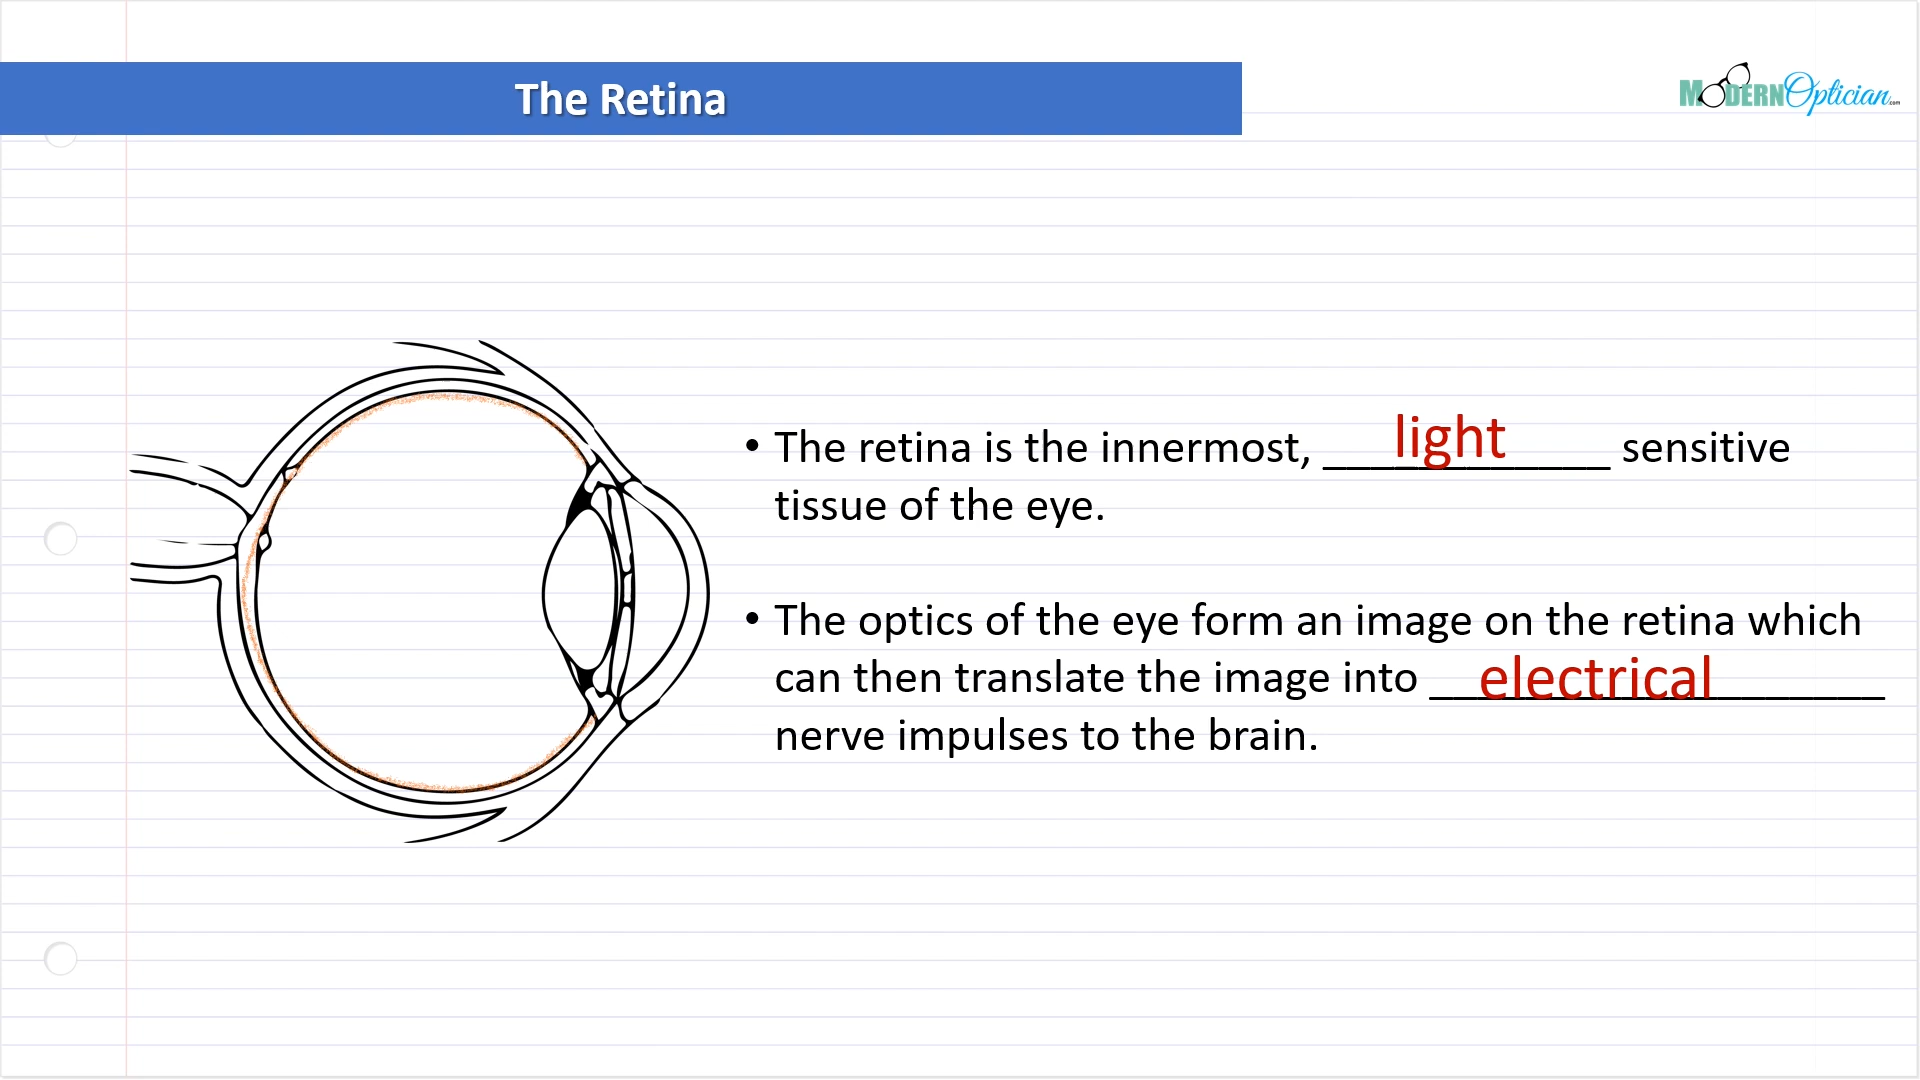 The Retina
MODERNOptician.com
• The retina is the innermost, light sensitive
tissue of the eye.
• The optics of the eye form an image on the retina which
can then translate the image into electrical
nerve impulses to the brain.